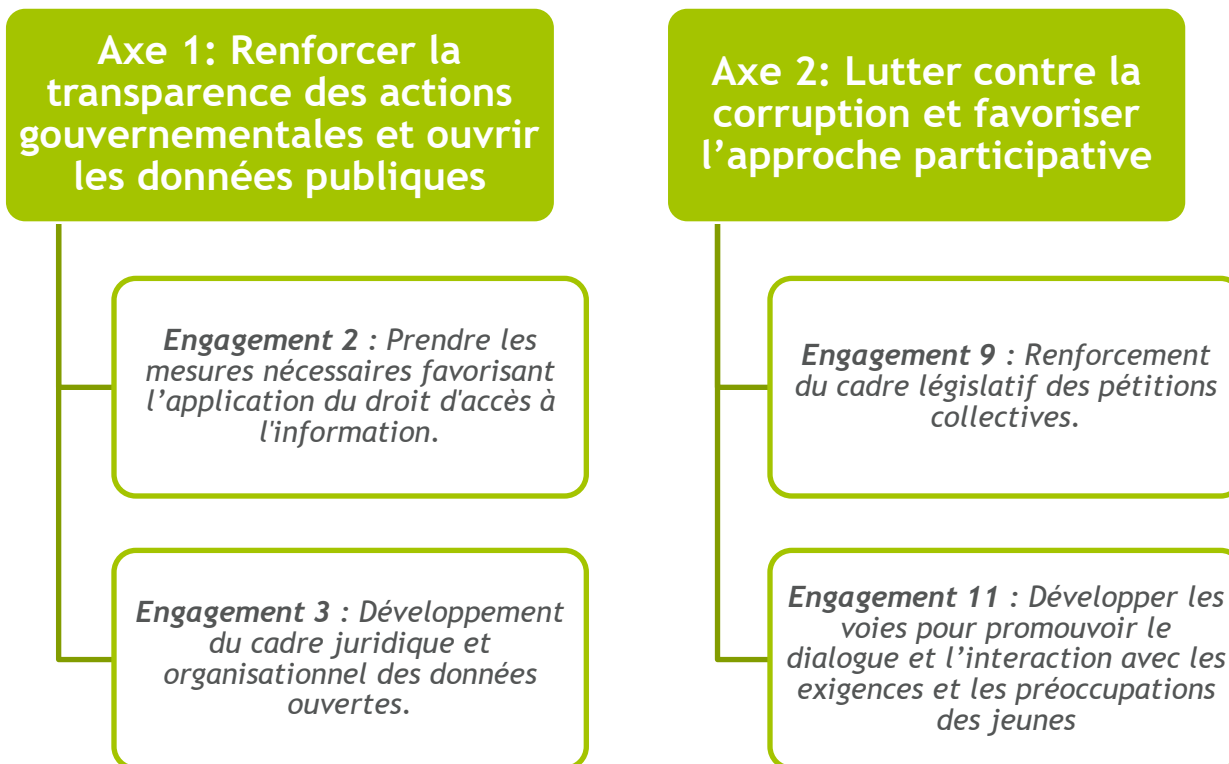 Axe 1: Renforcer la
transparence des actions
gouvernementales et ouvrir
les données publiques
Engagement 2 : Prendre les
mesures nécessaires favorisant
l’application du droit d'accès à
l'information.
Engagement 3 : Développement
du cadre juridique et
organisationnel des données
ouvertes.
Axe 2: Lutter contre la
corruption et favoriser
l’approche participative
Engagement 9 : Renforcement
du cadre législatif des pétitions
collectives.
Engagement 11 : Développer les
voies pour promouvoir le
dialogue et l’interaction avec les
exigences et les préoccupations
des jeunes